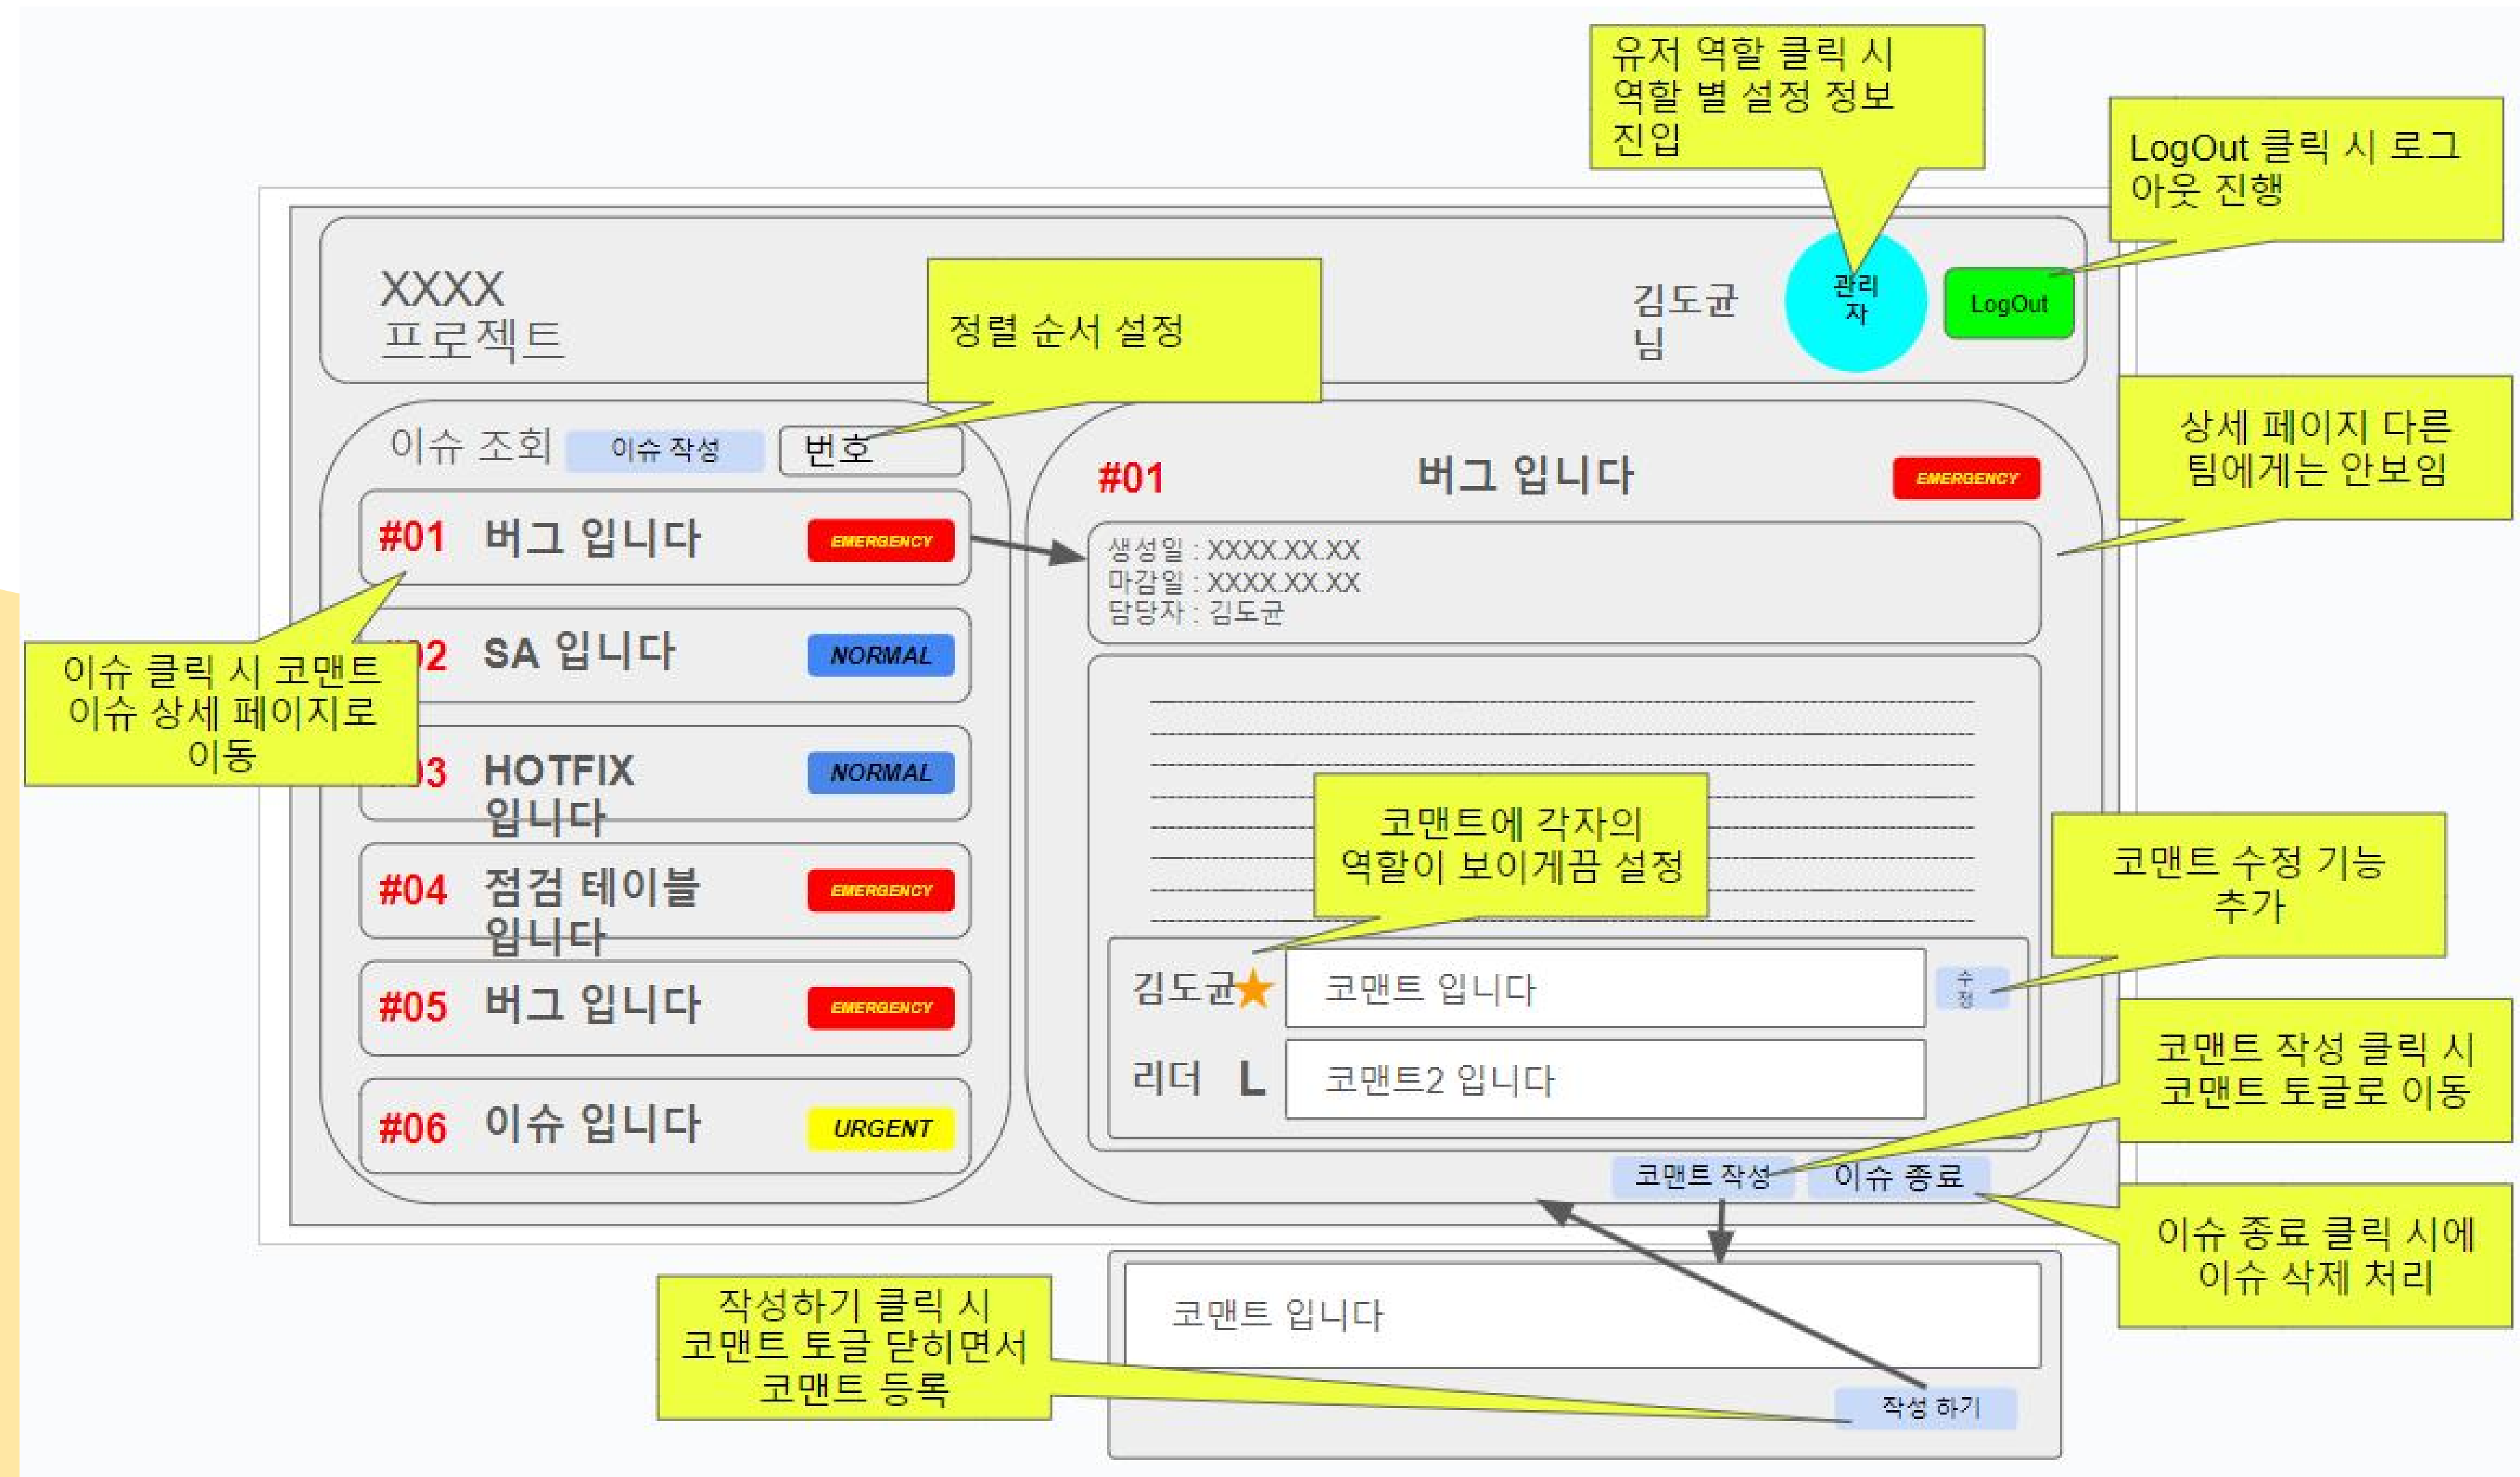 유저 역할 클릭 시
역할 별 설정 정보
진입
LogOut 클릭 시 로그
아웃 진행
XXXX
프로젝트
정렬 순서 설정
김도균
님
관리
자
LogOut
이슈 조회
이슈 작성
번호
#01 버그 입니다 EMERGENCY
이슈 클릭 시 코맨트
이슈 상세 페이지로
이동
02 SA 입니다 NORMAL
03 HOTFIX
입니다
NORMAL
#04 점검 테이블
입니다
EMERGENCY
#05 버그 입니다 EMERGENCY
#06 이슈 입니다 URGENT
#01 버그 입니다 EMERGENCY
상세 페이지 다른
팀에게는 안보임
생성일 : XXXX.XX.XX
마감일 : XXXX.XX.XX
담당자 : 김도균
코맨트에 각자의
역할이 보이게끔 설정
코맨트 수정 기능
추가
김도균 코맨트 입니다
수
정
리더 L 코맨트2 입니다
코맨트 작성 클릭 시
코맨트 토글로 이동
코맨트 작성
이슈 종료
이슈 종료 클릭 시에
이슈 삭제 처리
작성하기 클릭 시
코맨트 토글 닫히면서
코맨트 등록
코맨트 입니다
작성 하기